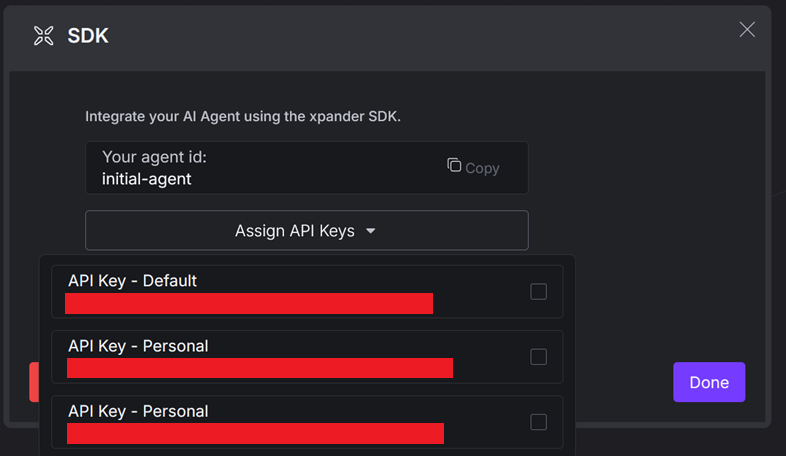 SDK
Integrate your AI Agent using the xpander SDK.
Your agent id:
initial-agent
Copy
Assign API Keys
API Key - Default
API Key - Personal
Done
API Key - Personal